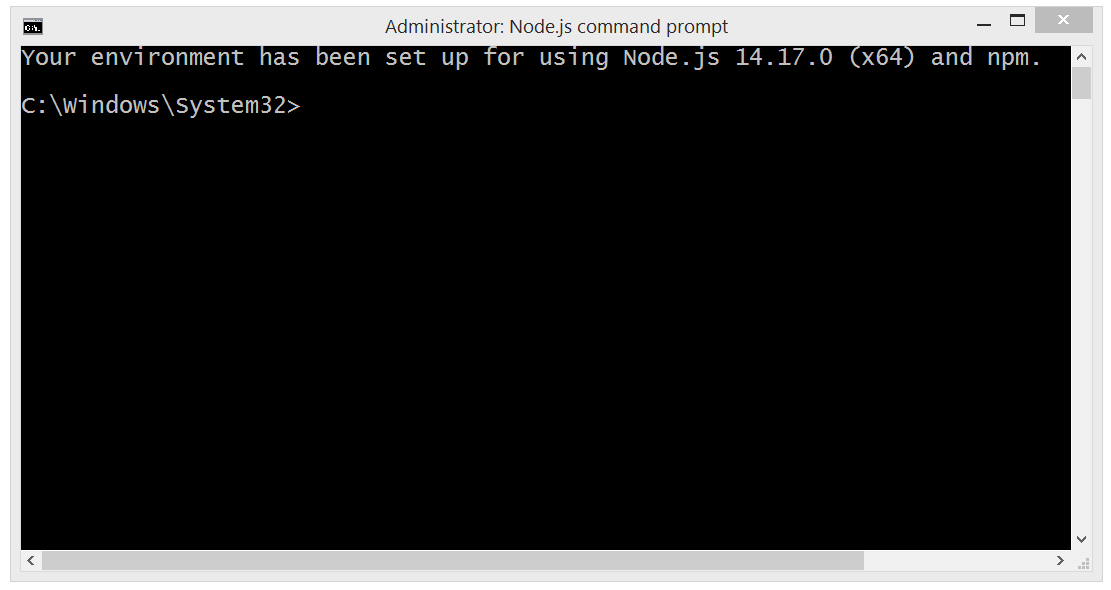 Administrator: Node.js command prompt
Your environment has been set up for using Node.js 14.17.0 (x64) and npm.
C:\Windows\System32>